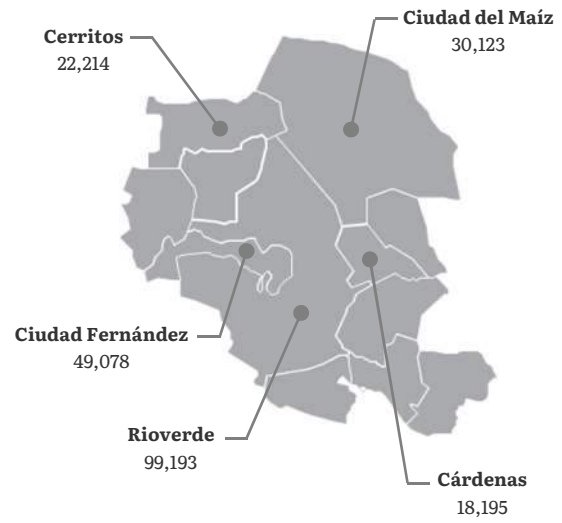 Ciudad del Maíz
30,123
Cerritos
22,214
Ciudad Fernández
49,078
Rioverde
99,193
Cárdenas
18,195